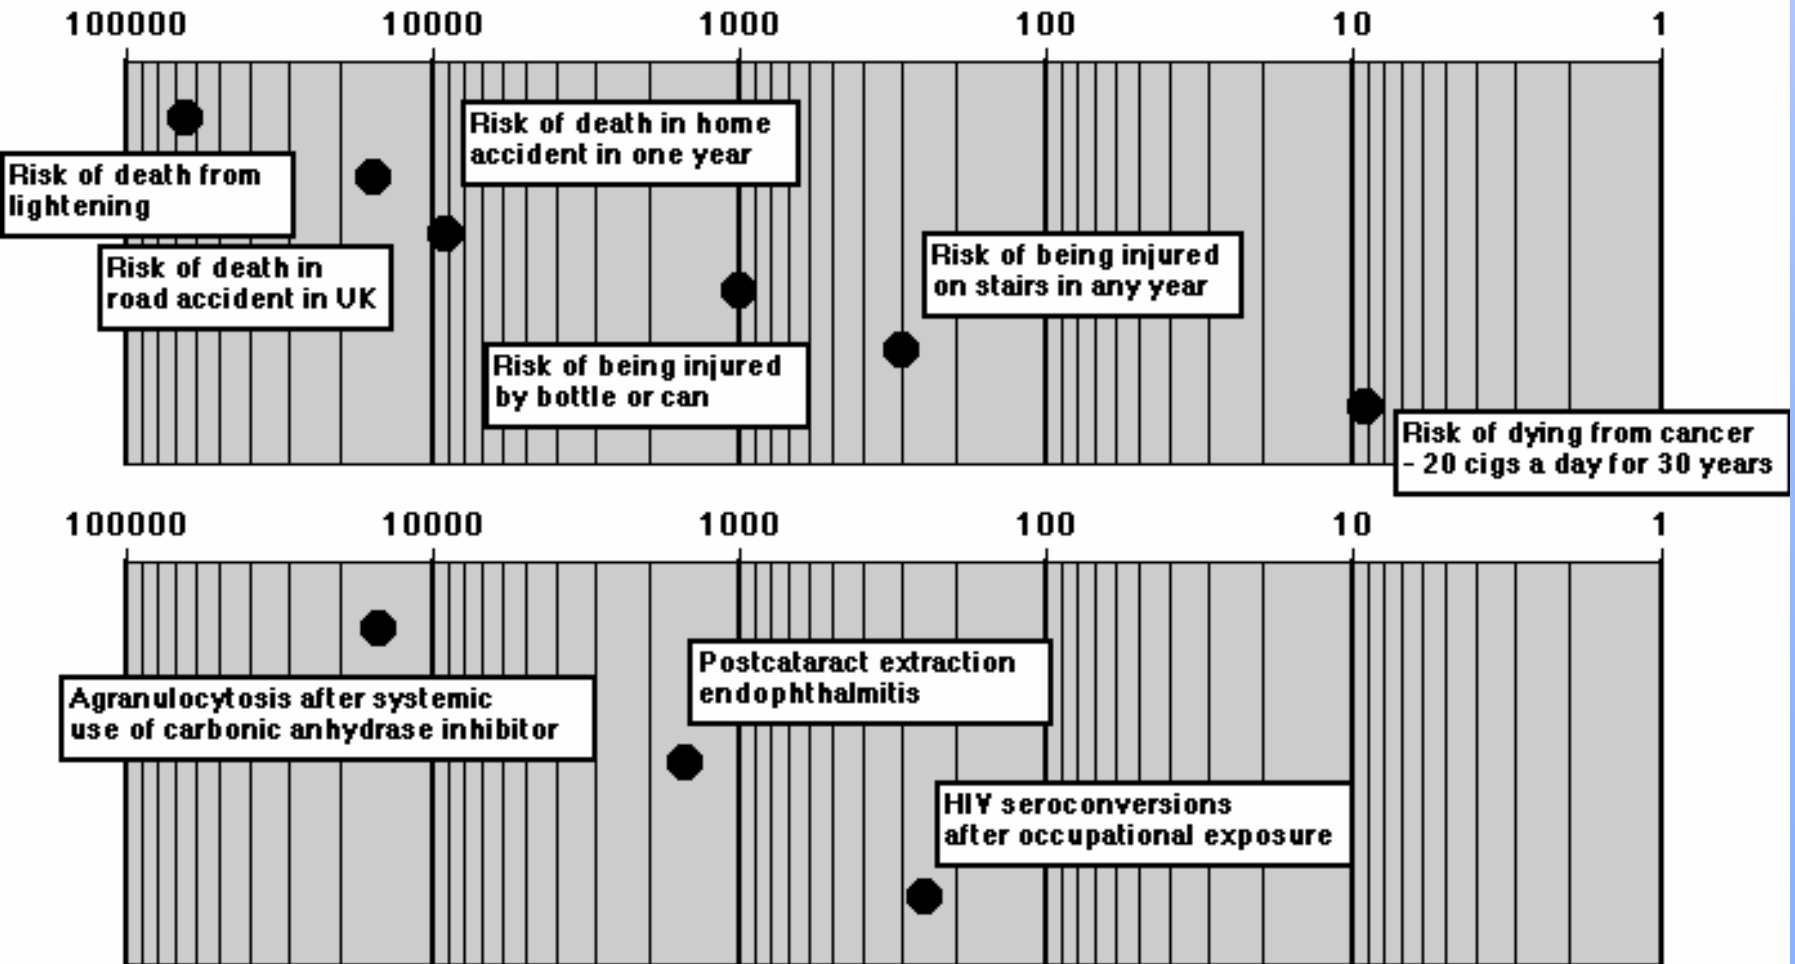 100000 10000 1000 100 10 1
Risk of death in home
accident in one year
Risk of death from
lightening
Risk of death in
road accident in UK
Risk of being injured
on stairs in any year
Risk of being injured
by bottle or can
Risk of dying from cancer
- 20 cigs a day for 30 years
100000 10000 1000 100 10 1
Postcataract extraction
endophthalmitis
Agranulocytosis after systemic
use of carbonic anhydrase inhibitor
HIV seroconversions
after occupational exposure